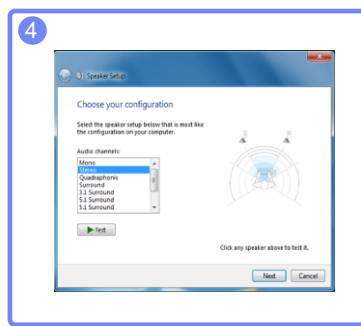 4
Speaker Setup
Choose your configuration
Select the speaker setup below that is most like
the configuration on your computer.
Audio channels:
Mono
Stereo
Quadraphonic
Surround
3.1 Surround
5.1 Surround
5.1 Surround
Test
L
R
Click any speaker above to test it.
Next
Cancel